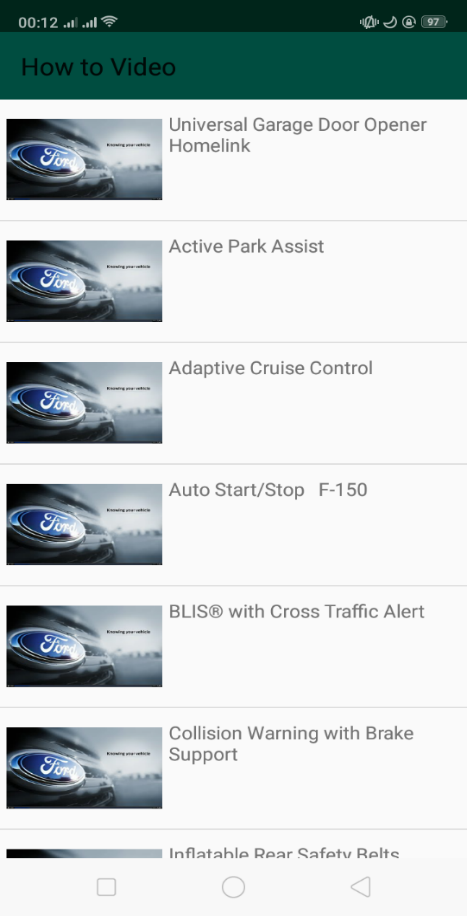 00:12
97
How to Video
Universal Garage Door Opener
Homelink
Ford
Knowing your vehicle
Active Park Assist
Ford
Knowing your vehicle
Adaptive Cruise Control
Ford
Knowing your vehicle
Auto Start/Stop   F-150
Ford
Knowing your vehicle
BLIS® with Cross Traffic Alert
Ford
Knowing your vehicle
Collision Warning with Brake
Support
Ford
Knowing your vehicle
Inflatable Rear Safety Belts